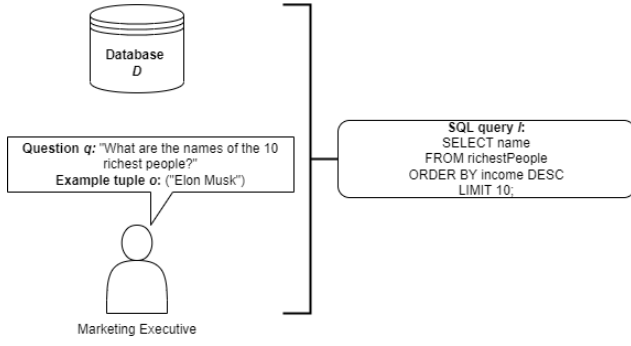 Database
D
Question q: "What are the names of the 10
richest people?"
Example tuple o: ("Elon Musk")
Marketing Executive
SQL query l:
SELECT name
FROM richestPeople
ORDER BY income DESC
LIMIT 10;